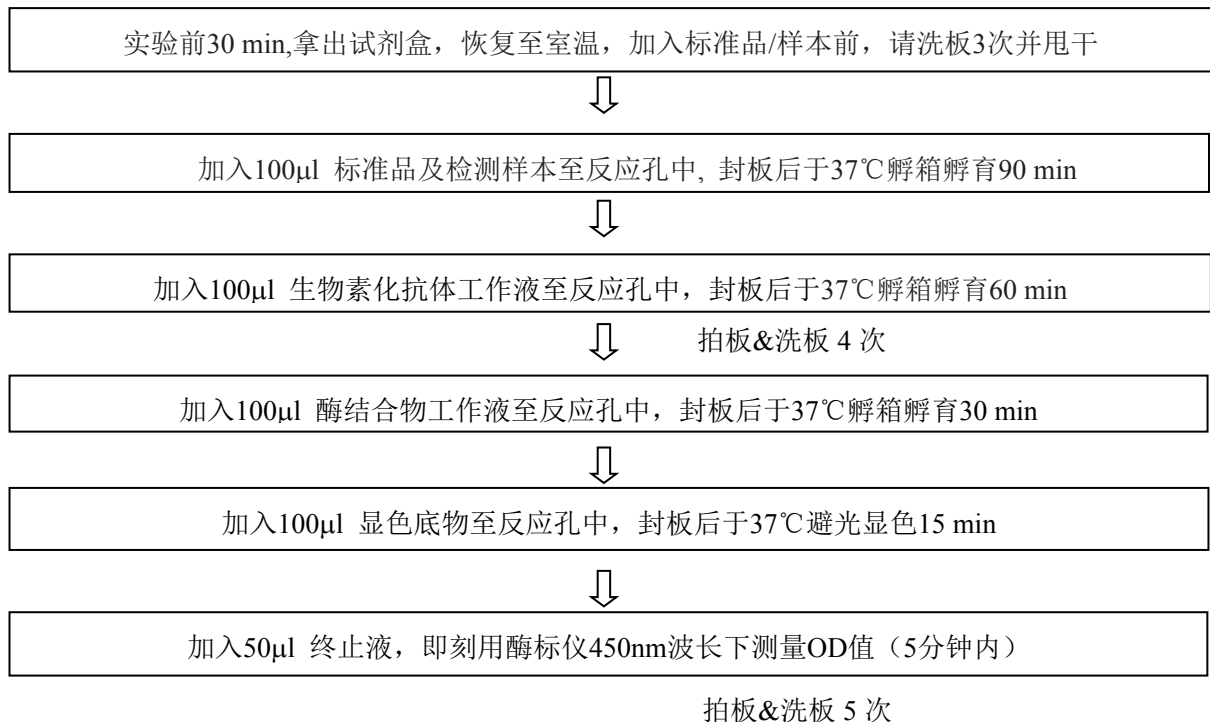 实验前30 min,拿出试剂盒，恢复至室温，加入标准品/样本前，请洗板3次并甩干
加入100μl 标准品及检测样本至反应孔中, 封板后于37℃孵箱孵育90 min
加入100μl 生物素化抗体工作液至反应孔中，封板后于37℃孵箱孵育60 min
拍板&洗板 4 次
加入100μl 酶结合物工作液至反应孔中，封板后于37℃孵箱孵育30 min
加入100μl 显色底物至反应孔中，封板后于37℃避光显色15 min
加入50μl 终止液，即刻用酶标仪450nm波长下测量OD值（5分钟内）
拍板&洗板 5 次